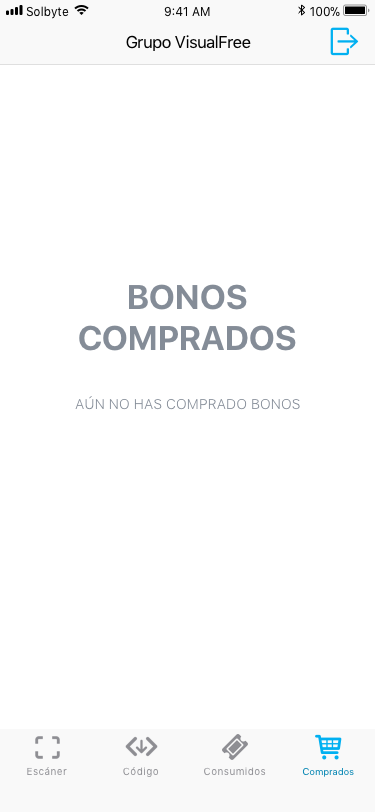 Solbyte 9:41 AM 100%
Grupo VisualFree
BONOS
COMPRADOS
AÚN NO HAS COMPRADO BONOS
Escáner Código Consumidos Comprados